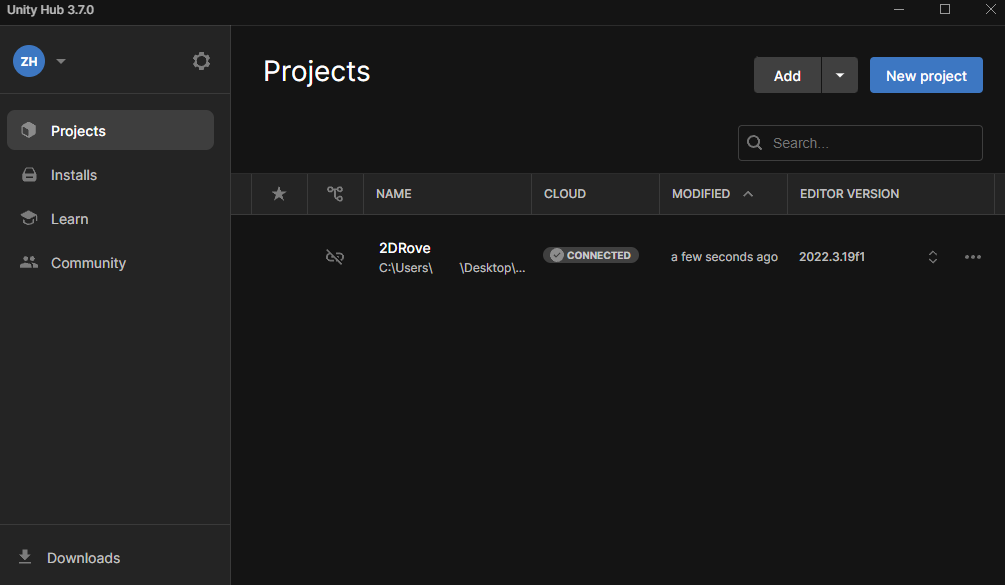 Unity Hub 3.7.0
ZH
Projects
Installs
Learn
Community
Downloads
Projects
Add
New project
Search...
NAME CLOUD MODIFIED EDITOR VERSION
2DRove
C:\Users\ \Desktop\...
CONNECTED
a few seconds ago
2022.3.19f1